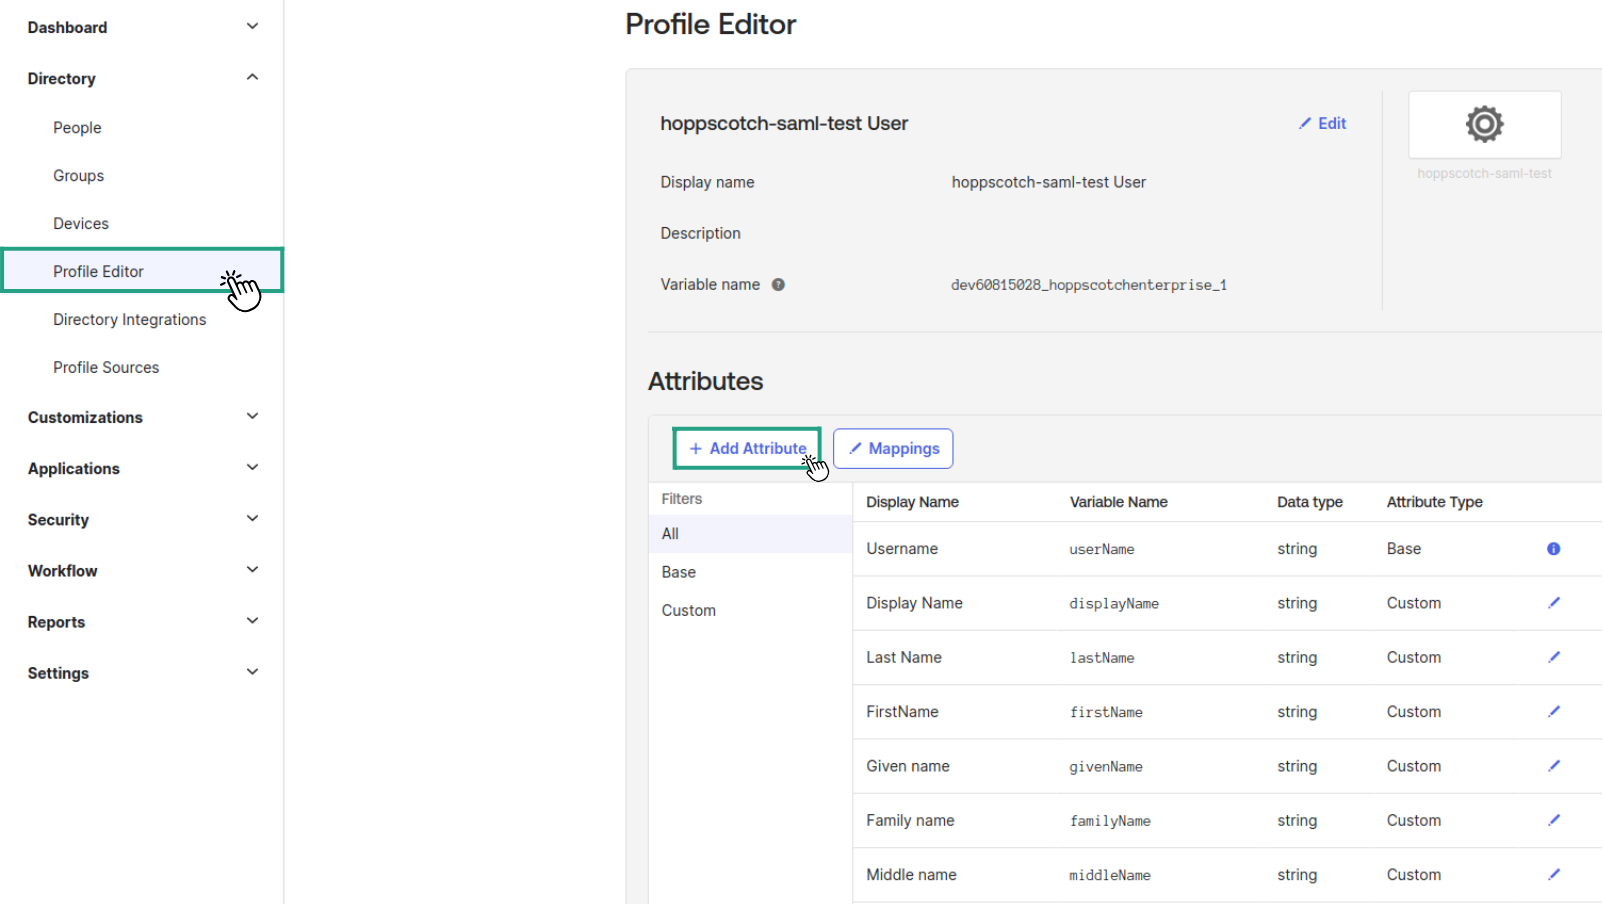 Dashboard
Directory
People
Groups
Devices
Profile Editor
Directory Integrations
Profile Sources
Customizations
Applications
Security
Workflow
Reports
Settings
Profile Editor
hoppscotch-saml-test User
Edit
Display name hoppscotch-saml-test User
Description
Variable name ? dev60815028_hoppscotchenterprise_1
hoppscotch-saml-test
Attributes
+ Add Attribute Mappings
Filters
All
Base
Custom
Display Name Variable Name Data type Attribute Type
Username userName string Base
Display Name displayName string Custom
Last Name lastName string Custom
FirstName firstName string Custom
Given name givenName string Custom
Family name familyName string Custom
Middle name middleName string Custom